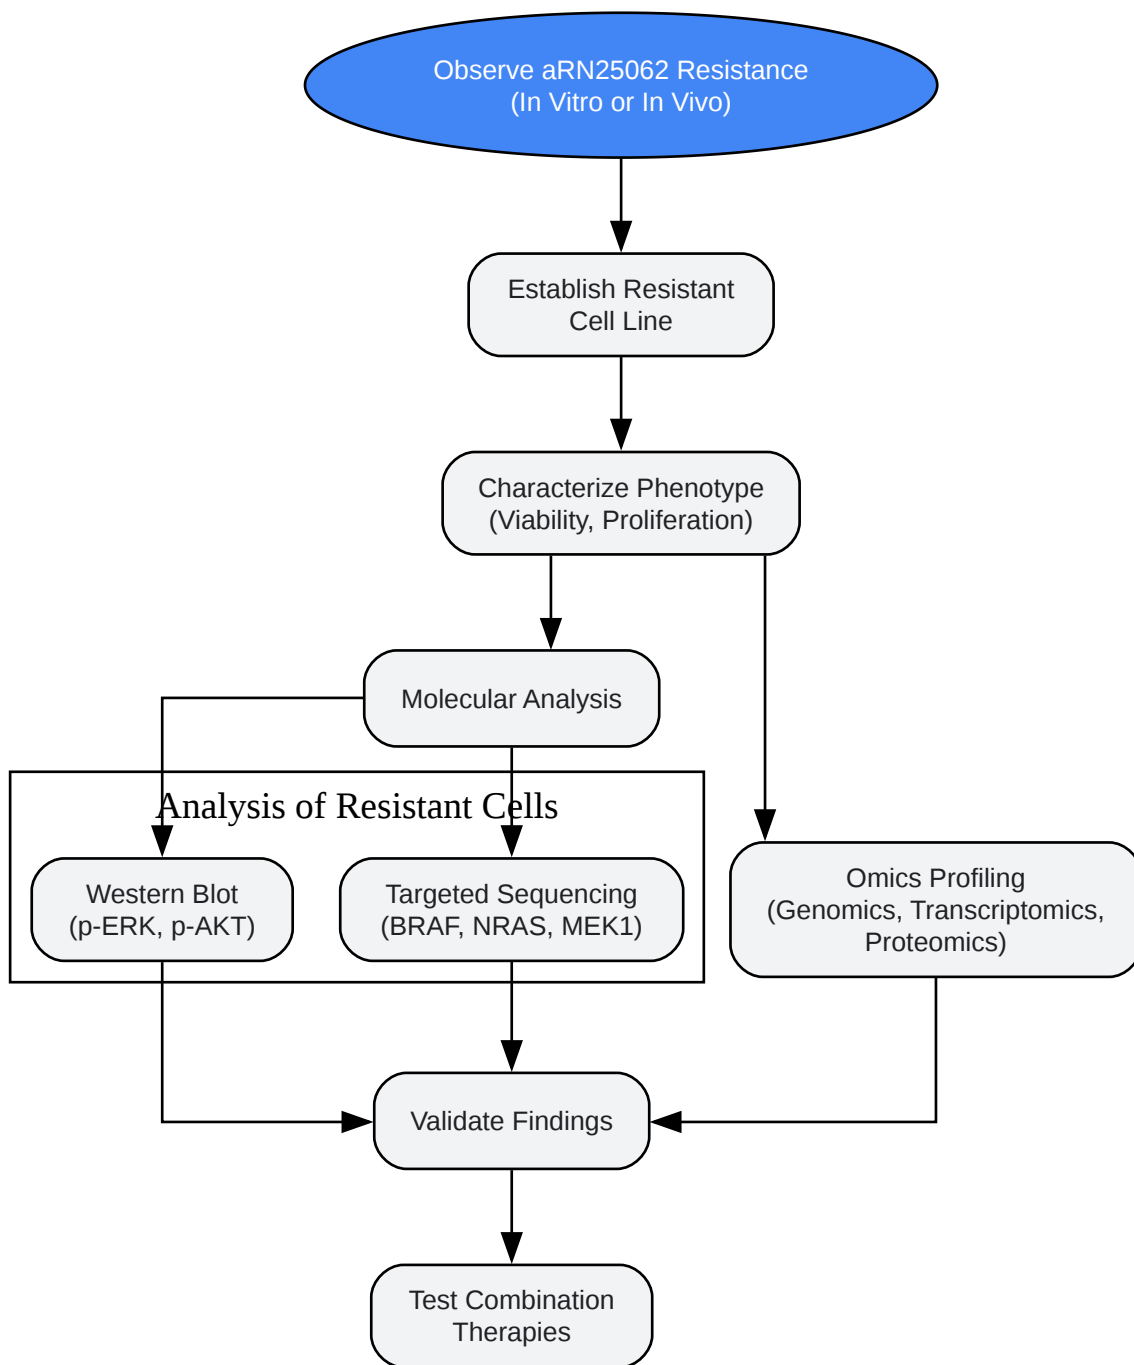 Observe aRN25062 Resistance
(In Vitro or In Vivo)
Establish Resistant
Cell Line
Characterize Phenotype
(Viability, Proliferation)
Molecular Analysis
Analysis of Resistant Cells
Western Blot
(p-ERK, p-AKT)
Targeted Sequencing
(BRAF, NRAS, MEK1)
Omics Profiling
(Genomics, Transcriptomics,
Proteomics)
Validate Findings
Test Combination
Therapies